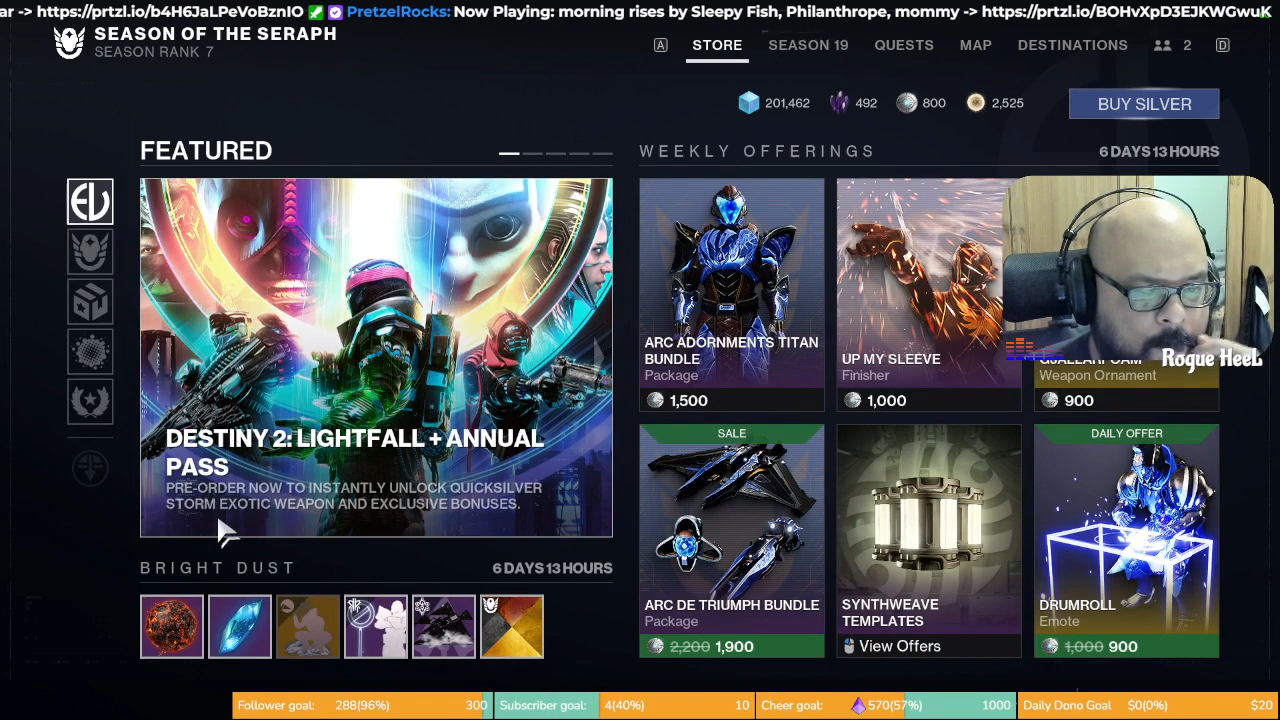 ar -> https://prtzl.io/b4H6JaLPeVoBznIO PretzelRocks: Now Playing: morning rises by Sleepy Fish, Philanthrope, mommy -> https://prtzl.io/BOHvXpD3EJKWGwuK
SEASON OF THE SERAPH
SEASON RANK 7
A STORE SEASON 19 QUESTS MAP DESTINATIONS 2 D
201,462 492 800 2,525 BUY SILVER
FEATURED
DESTINY 2: LIGHTFALL + ANNUAL
PASS
PRE-ORDER NOW TO INSTANTLY UNLOCK QUICKSILVER
STORM EXOTIC WEAPON AND EXCLUSIVE BONUSES.
BRIGHT DUST 6 DAYS 13 HOURS
WEEKLY OFFERINGS 6 DAYS 13 HOURS
ARC ADORNMENTS TITAN
BUNDLE
Package
1,500
UP MY SLEEVE
Finisher
1,000
Rogue Heel
Weapon Ornament
900
SALE
ARC DE TRIUMPH BUNDLE
Package
2,200 1,900
SYNTHWEAVE
TEMPLATES
View Offers
DAILY OFFER
DRUMROLL
Emote
1,000 900
Follower goal: 288(96%) 300 Subscriber goal: 4(40%) 10 Cheer goal: 570(57%) 1000 Daily Dono Goal $0(0%) $20